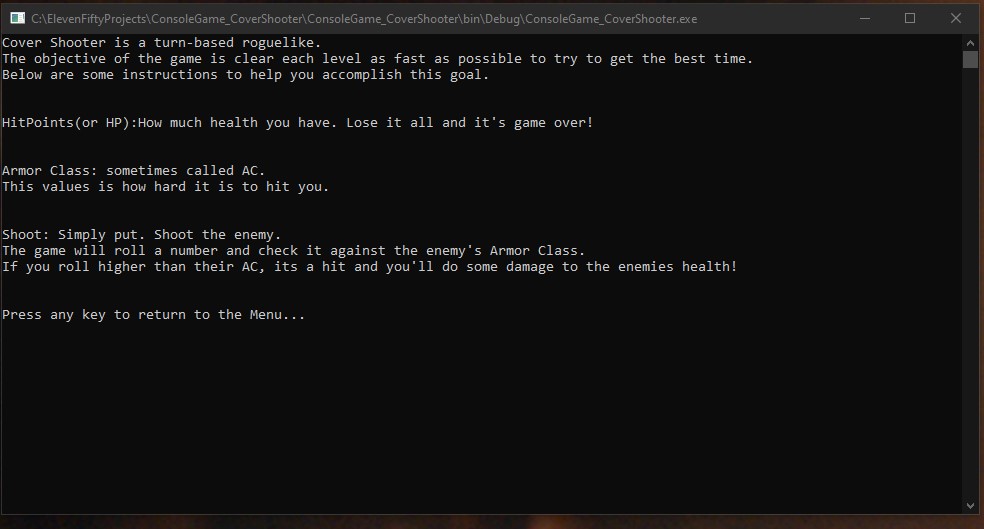 C:\ElevenFiftyProjects\ConsoleGame_CoverShooter\ConsoleGame_CoverShooter\bin\Debug\ConsoleGame_CoverShooter.exe
Cover Shooter is a turn-based roguelike.
The objective of the game is clear each level as fast as possible to try to get the best time.
Below are some instructions to help you accomplish this goal.
HitPoints(or HP):How much health you have. Lose it all and it's game over!
Armor Class: sometimes called AC.
This values is how hard it is to hit you.
Shoot: Simply put. Shoot the enemy.
The game will roll a number and check it against the enemy's Armor Class.
If you roll higher than their AC, its a hit and you'll do some damage to the enemies health!
Press any key to return to the Menu...